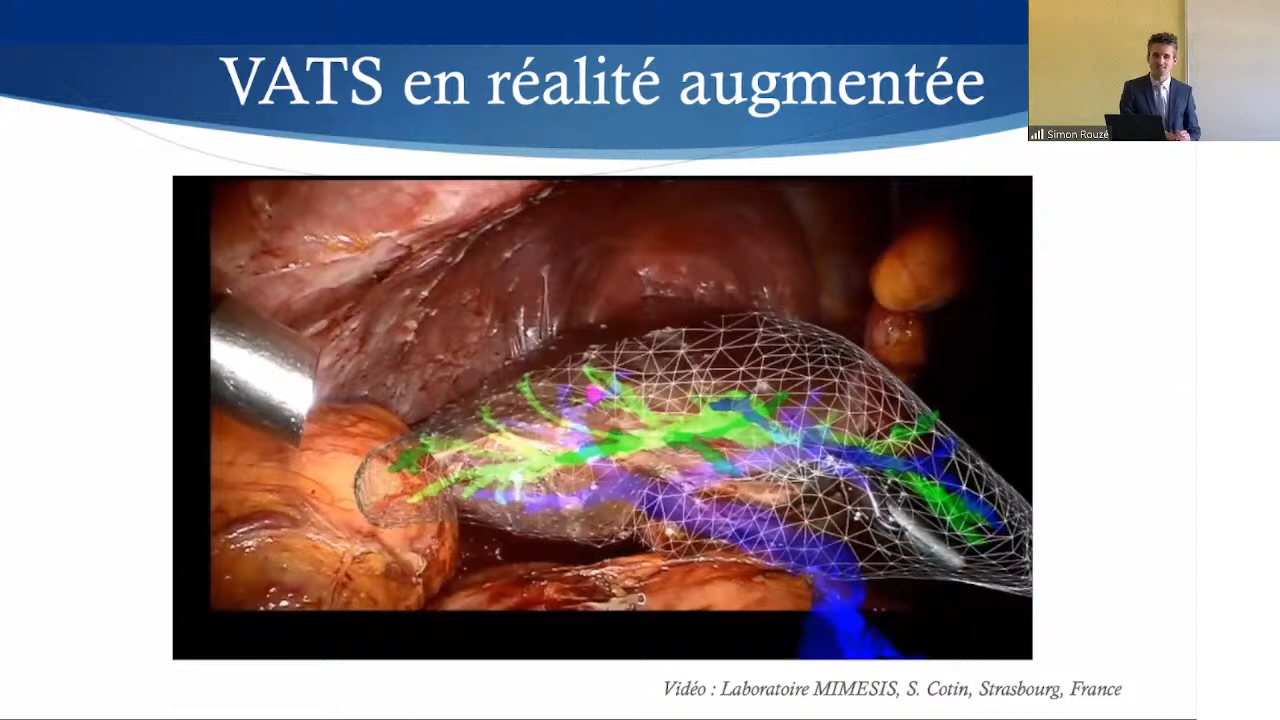 VATS en réalité augmentée
Simon Rouzé
Vidéo : Laboratoire MIMESIS, S. Cotin, Strasbourg, France